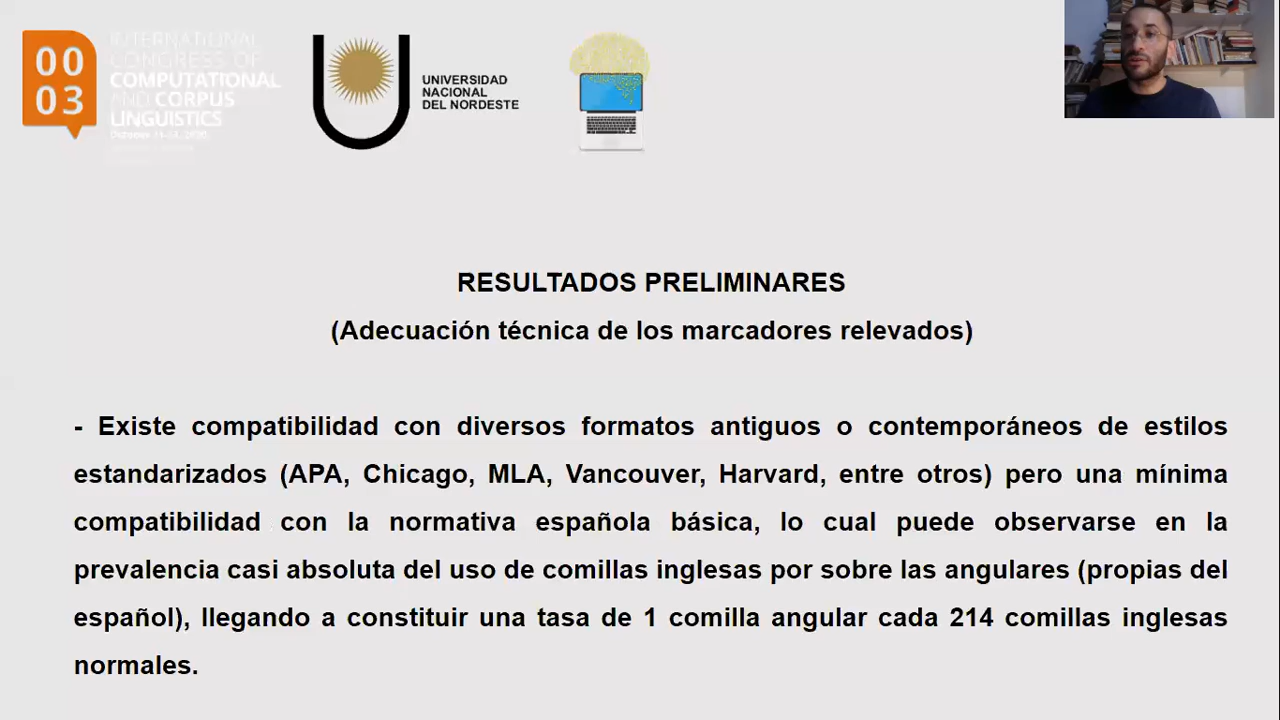 00
03
INTERNATIONAL
CONGRESS OF
COMPUTATIONAL
AND CORPUS
LINGUISTICS
UNIVERSIDAD
NACIONAL
DEL NORDESTE
RESULTADOS PRELIMINARES
(Adecuación técnica de los marcadores relevados)
- Existe compatibilidad con diversos formatos antiguos o contemporáneos de estilos
estandarizados (APA, Chicago, MLA, Vancouver, Harvard, entre otros) pero una mínima
compatibilidad con la normativa española básica, lo cual puede observarse en la
prevalencia casi absoluta del uso de comillas inglesas por sobre las angulares (propias del
español), llegando a constituir una tasa de 1 comilla angular cada 214 comillas inglesas
normales.